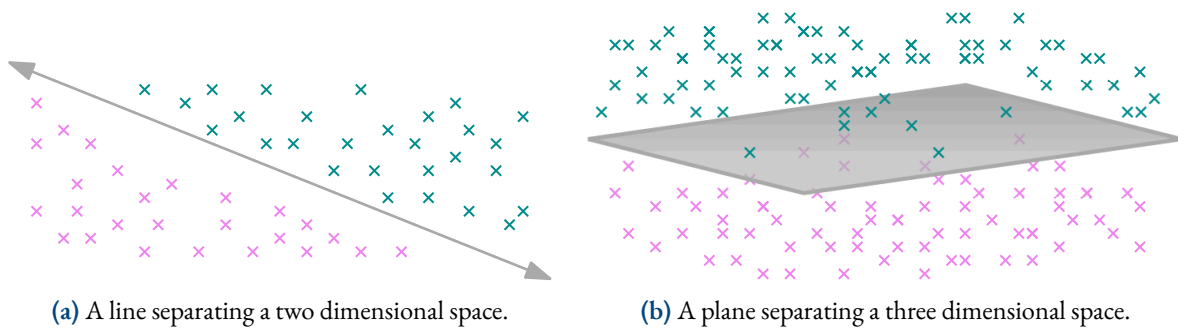 (a) A line separating a two dimensional space.
(b) A plane separating a three dimensional space.